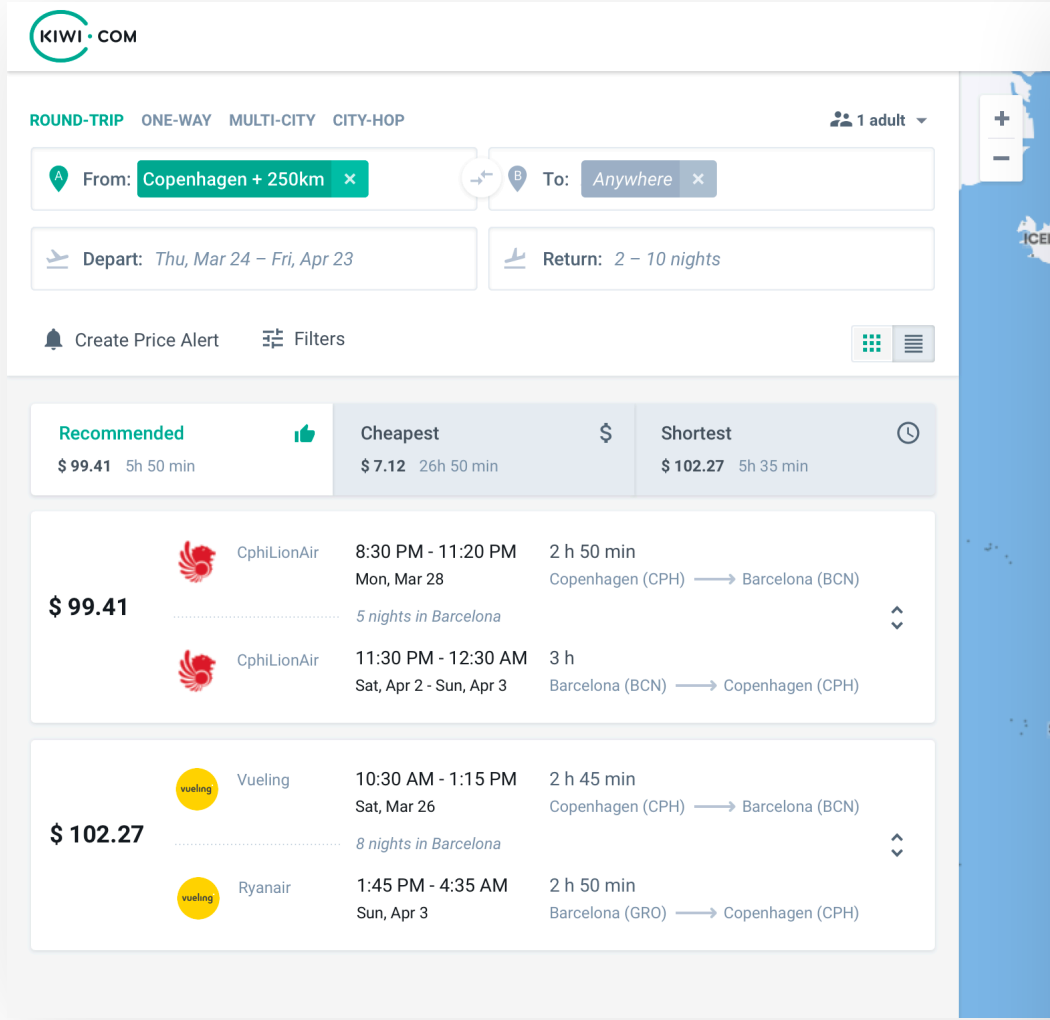 KIWI·COM
ROUND-TRIP ONE-WAY MULTI-CITY CITY-HOP 1 adult
A From: Copenhagen + 250km × B To: Anywhere ×
Depart: Thu, Mar 24 – Fri, Apr 23 Return: 2 – 10 nights
Create Price Alert Filters
+
−
ICE
Recommended Cheapest $ Shortest
$ 99.41 5h 50 min $ 7.12 26h 50 min $ 102.27 5h 35 min
CphiLionAir 8:30 PM - 11:20 PM 2 h 50 min
Mon, Mar 28 Copenhagen (CPH) → Barcelona (BCN)
$ 99.41
5 nights in Barcelona
CphiLionAir 11:30 PM - 12:30 AM 3 h
Sat, Apr 2 - Sun, Apr 3 Barcelona (BCN) → Copenhagen (CPH)
vueling Vueling 10:30 AM - 1:15 PM 2 h 45 min
Sat, Mar 26 Copenhagen (CPH) → Barcelona (BCN)
$ 102.27
8 nights in Barcelona
vueling Ryanair 1:45 PM - 4:35 AM 2 h 50 min
Sun, Apr 3 Barcelona (GRO) → Copenhagen (CPH)